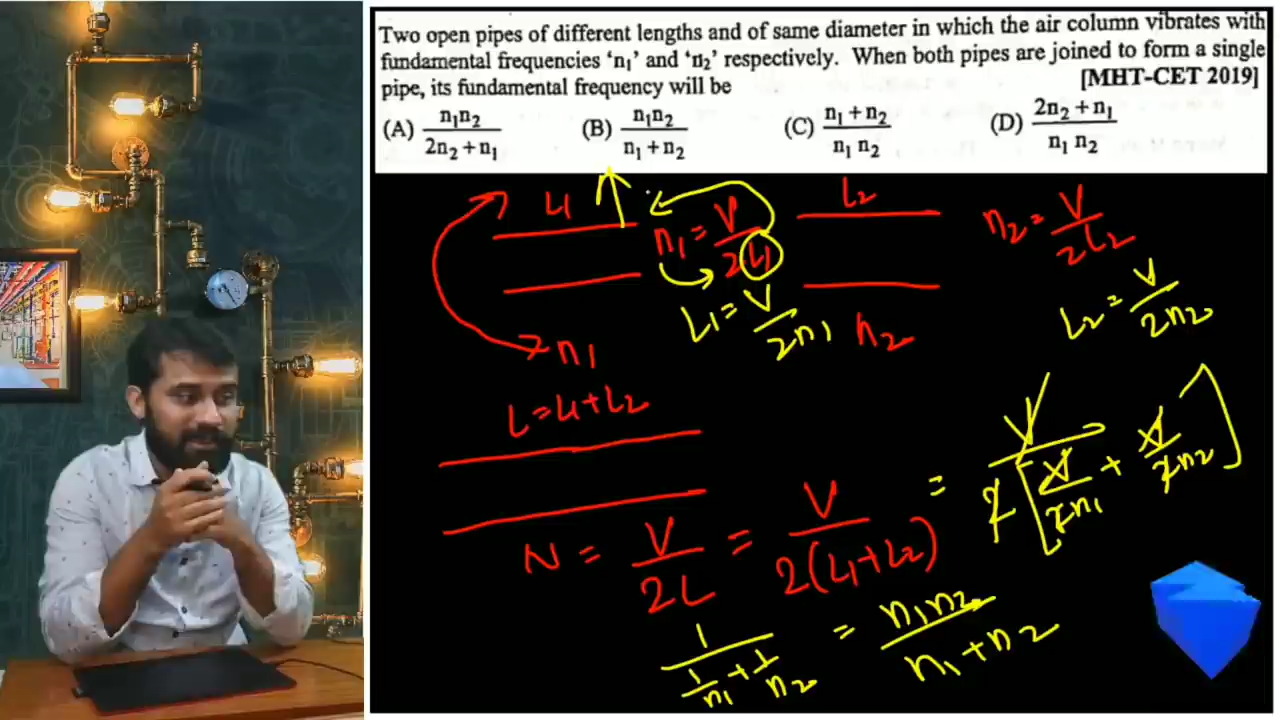 Two open pipes of different lengths and of same diameter in which the air column vibrates with
fundamental frequencies ‘n₁’ and ‘n₂’ respectively. When both pipes are joined to form a single
pipe, its fundamental frequency will be [MHT-CET 2019]
(A) n₁n₂ / 2n₂ + n₁ (B) n₁n₂ / n₁ + n₂ (C) n₁ + n₂ / n₁ n₂ (D) 2n₂ + n₁ / n₁ n₂
L1
n₁ = V / 2L1
L2
n₂ = V / 2L2
L1 = V / 2n₁
L2 = V / 2n₂
n₁
n₂
L = L1 + L2
N = V / 2L = V / 2(L1 + L2) = V / 2[V / 2n₁ + V / 2n₂]
1 / 1/n₁ + 1/n₂ = n₁n₂ / n₁ + n₂